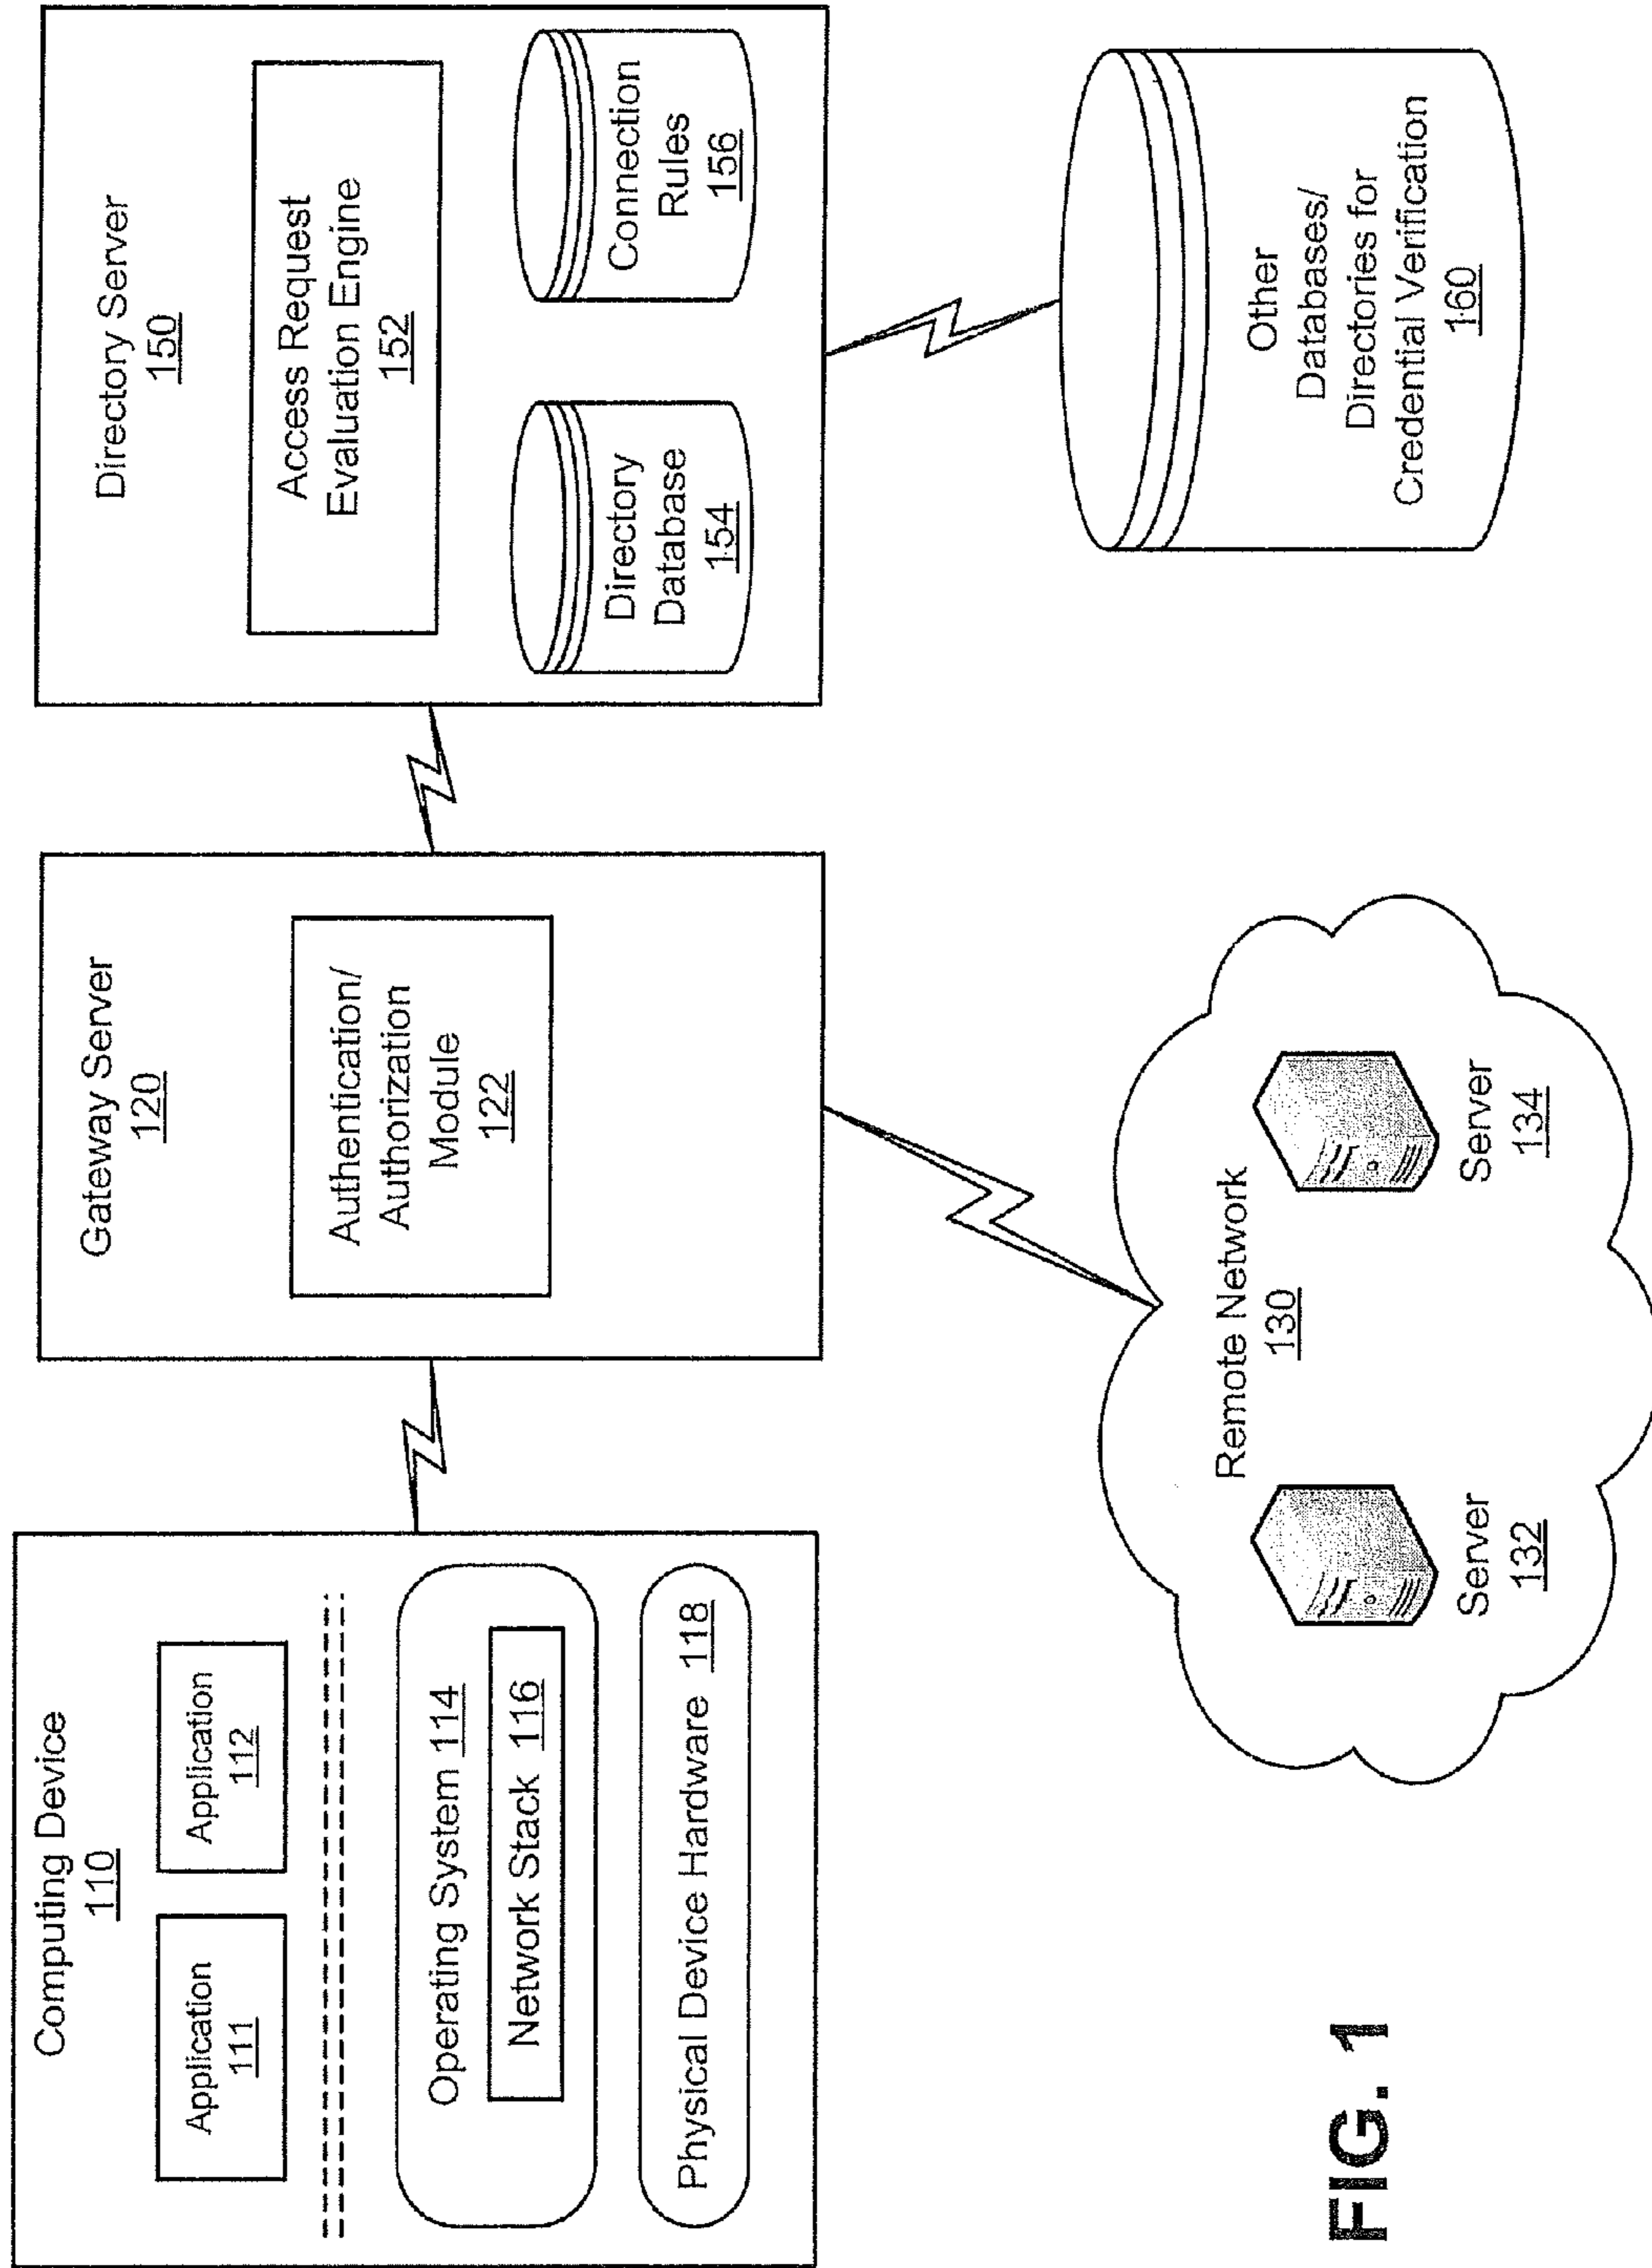 Computing Device
110
Application
111
Application
112
Operating System 114
Network Stack 116
Physical Device Hardware 118
Gateway Server
120
Authentication/
Authorization
Module
122
Directory Server
150
Access Request
Evaluation Engine
152
Directory
Database
154
Connection
Rules
156
Remote Network
130
Server
132
Server
134
Other
Databases/
Directories for
Credential Verification
160
FIG. 1